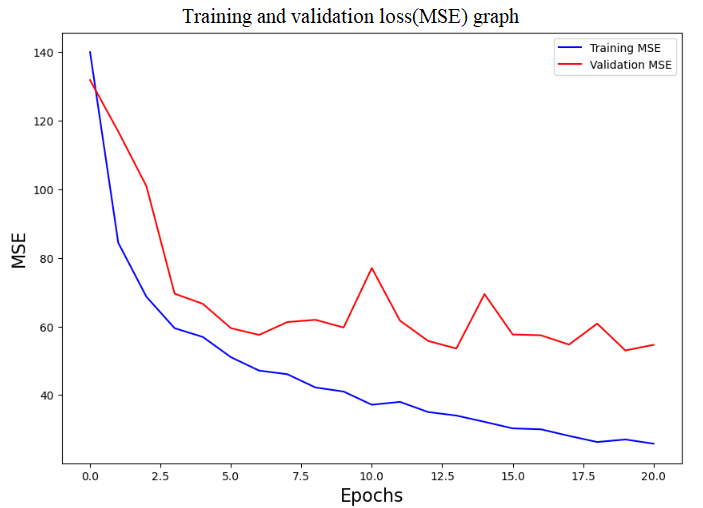 Training and validation loss(MSE) graph
Training MSE
Validation MSE
140
120
100
80
60
40
MSE
0.0 2.5 5.0 7.5 10.0 12.5 15.0 17.5 20.0
Epochs